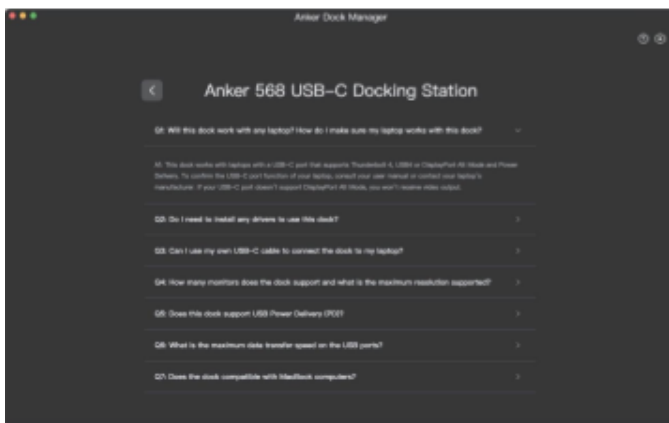 Anker Dock Manager
Anker 568 USB-C Docking Station
Q1: Will this dock work with any laptop? How do I make sure my laptop works with this dock?
A1: This dock works with laptops with a USB-C port that supports Thunderbolt 4, USB4 or DisplayPort Alt Mode and Power
Delivery. To confirm the USB-C port function of your laptop, consult your user manual or contact your laptop's
manufacturer. If your USB-C port doesn't support DisplayPort Alt Mode, you won't receive video output.
Q2: Do I need to install any drivers to use this dock?
Q3: Can I use my own USB-C cable to connect the dock to my laptop?
Q4: How many monitors does the dock support and what is the maximum resolution supported?
Q5: Does this dock support USB Power Delivery (PD)?
Q6: What is the maximum data transfer speed on the USB ports?
Q7: Does the dock compatible with MacBook computers?